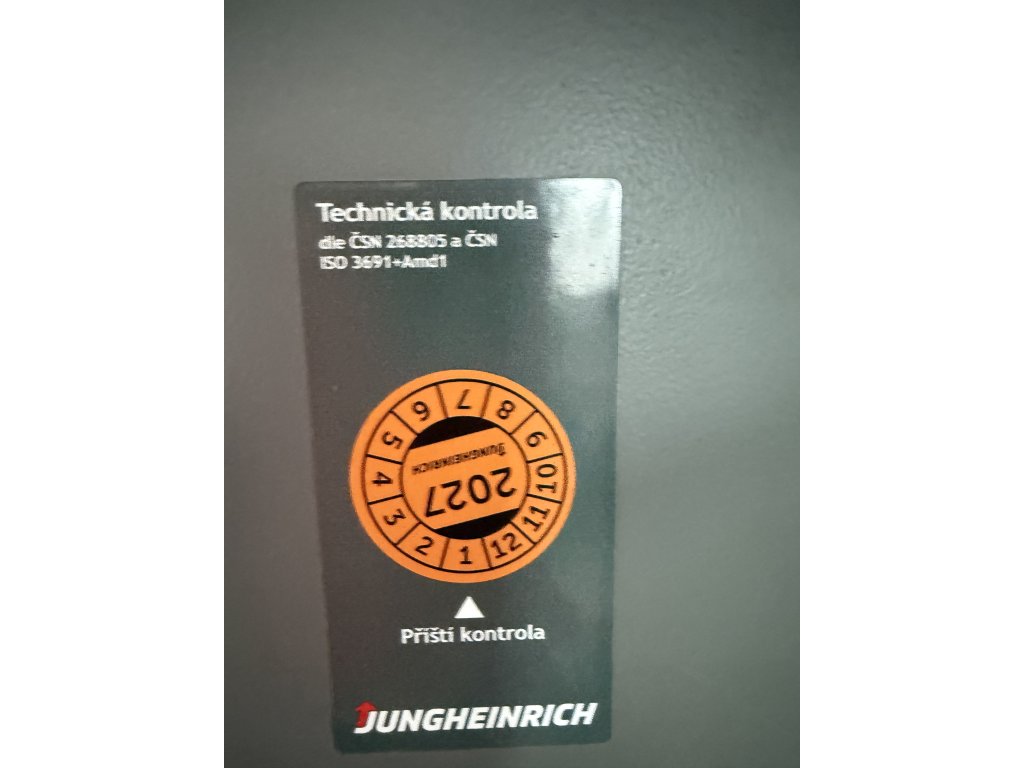 Technická kontrola
dle ČSN 268805 a ČSN
ISO 3691+Amd1
7
8
9
10
11
12
1
2
3
4
5
6
JUNGHEINRICH
2027
Příští kontrola
JUNGHEINRICH